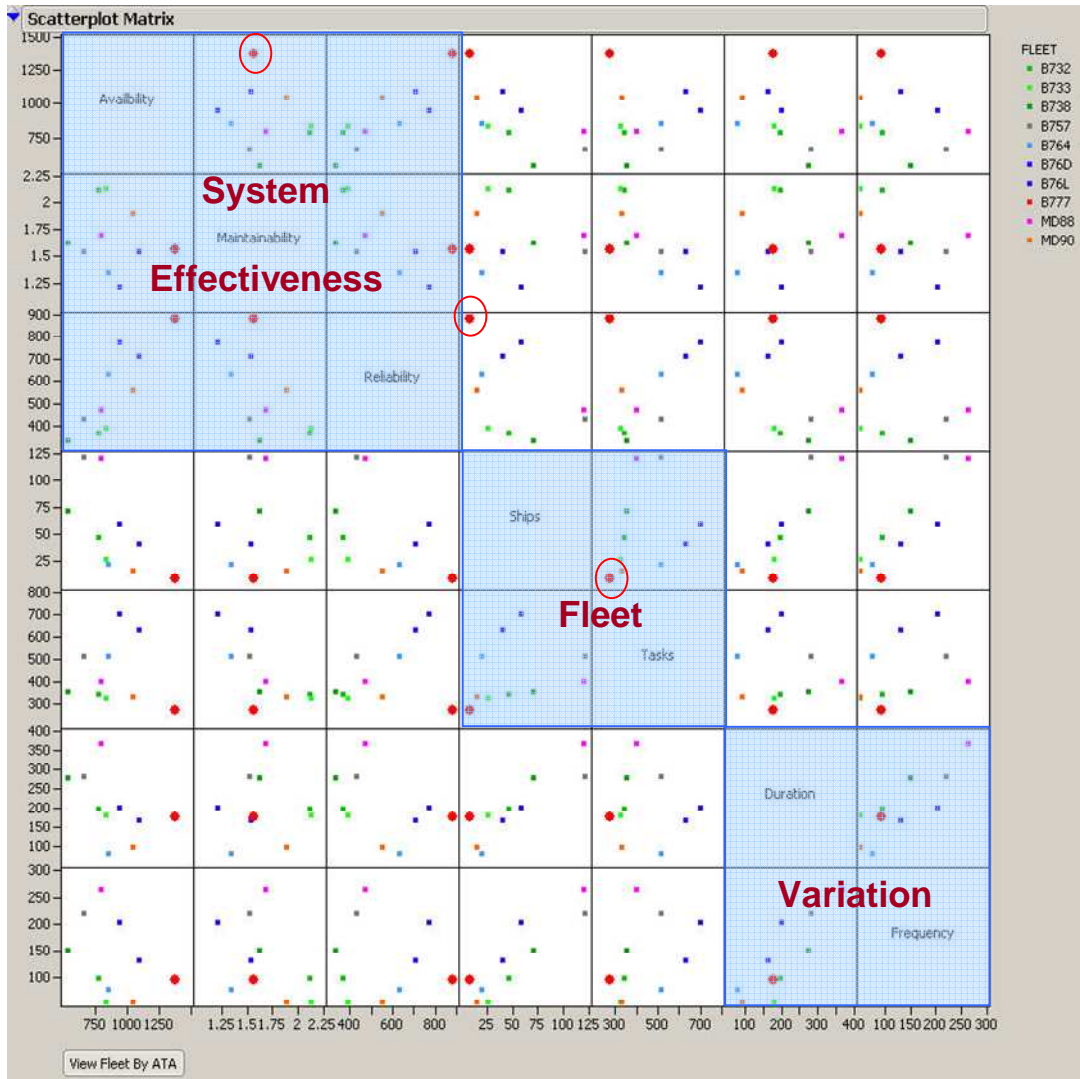 Scatterplot Matrix
1500
1250
1000
750
2.25
2
1.75
1.5
1.25
900
800
700
600
500
400
125
100
75
50
25
800
700
600
500
400
300
400
350
300
250
200
150
100
300
250
200
150
100
Availbility
System
Maintainability
Effectiveness
Reliability
Ships
Fleet
Tasks
Duration
Variation
Frequency
750 1000 1250 1.25 1.5 1.75 2 2.25 400 600 800 25 50 75 100 125 300 500 700 100 200 300 400 100 150 200 250 300
FLEET
B732
B733
B738
B757
B764
B76D
B76L
B777
MD88
MD90
View Fleet By ATA